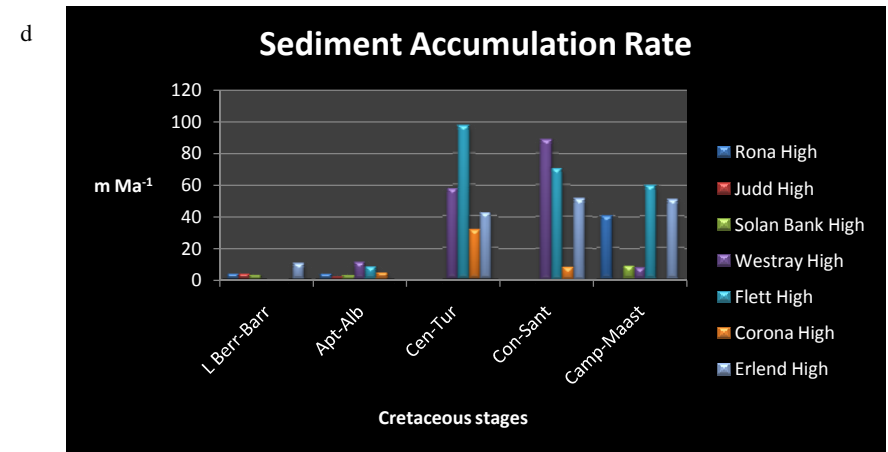 d
Sediment Accumulation Rate
120
100
80
60
40
20
0
m Ma-1
L Berr-Barr
Apt-Alb
Cen-Tur
Con-Sant
Camp-Maast
Cretaceous stages
Rona High
Judd High
Solan Bank High
Westray High
Flett High
Corona High
Erlend High